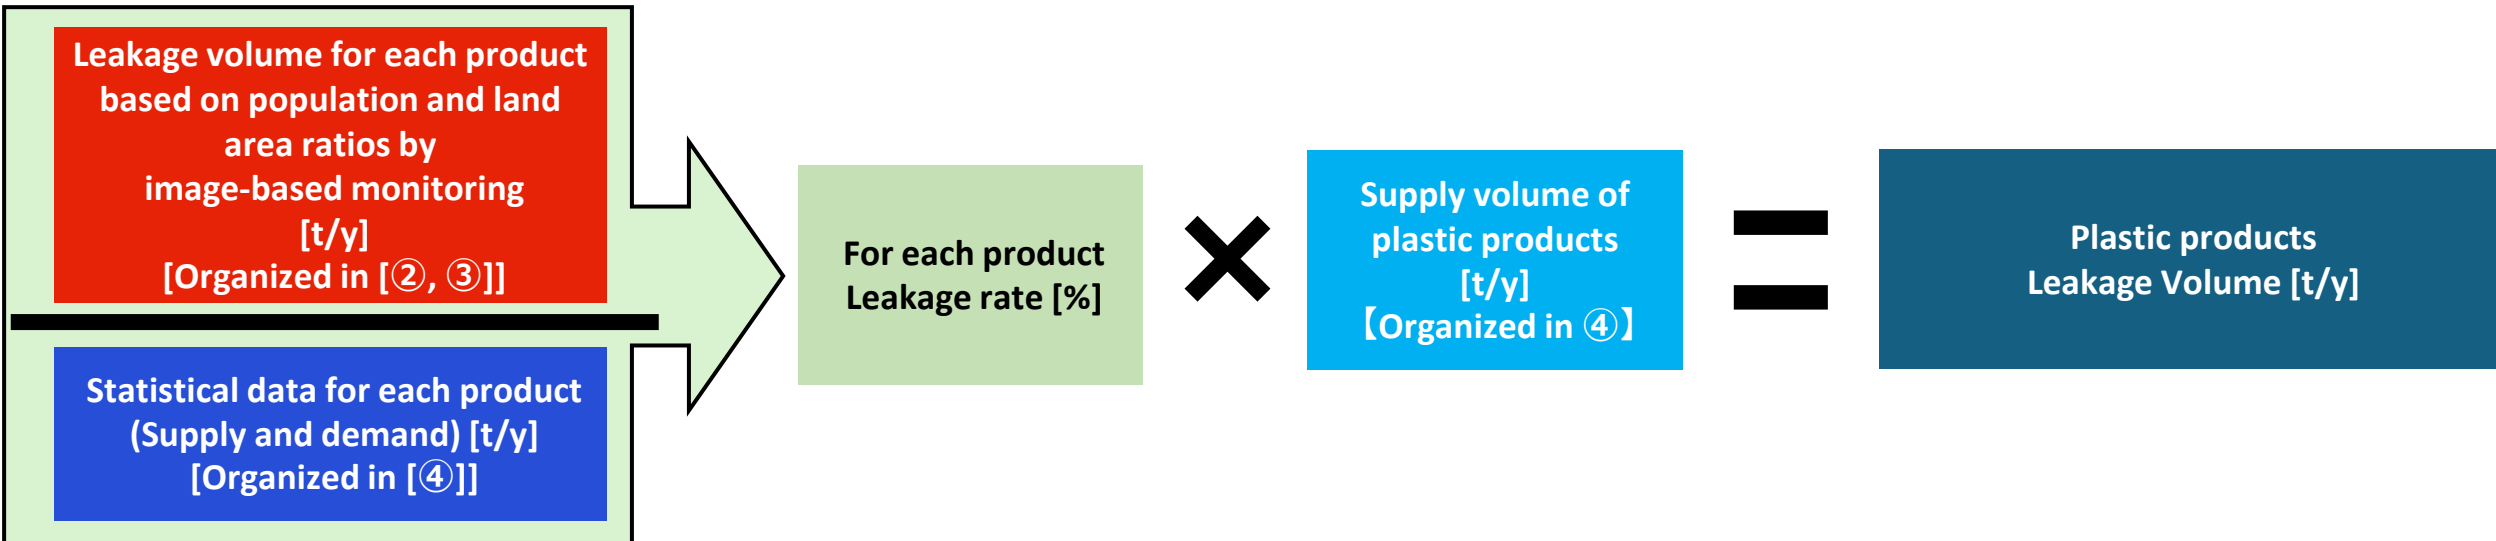 Leakage volume for each product
based on population and land
area ratios by
image-based monitoring
[t/y]
[Organized in [②, ③]]
Statistical data for each product
(Supply and demand) [t/y]
[Organized in [④]]
For each product
Leakage rate [%]
Supply volume of
plastic products
[t/y]
【Organized in ④】
Plastic products
Leakage Volume [t/y]